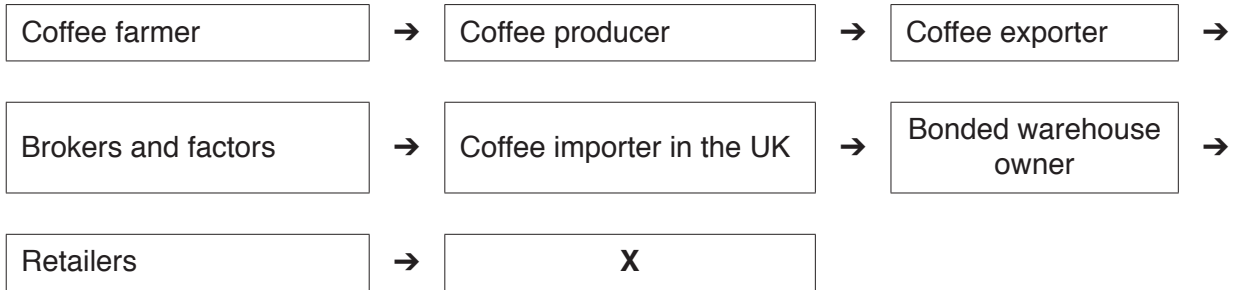 Coffee farmer ➔ Coffee producer ➔ Coffee exporter ➔
Brokers and factors ➔ Coffee importer in the UK ➔ Bonded warehouse
owner ➔
Retailers ➔ X